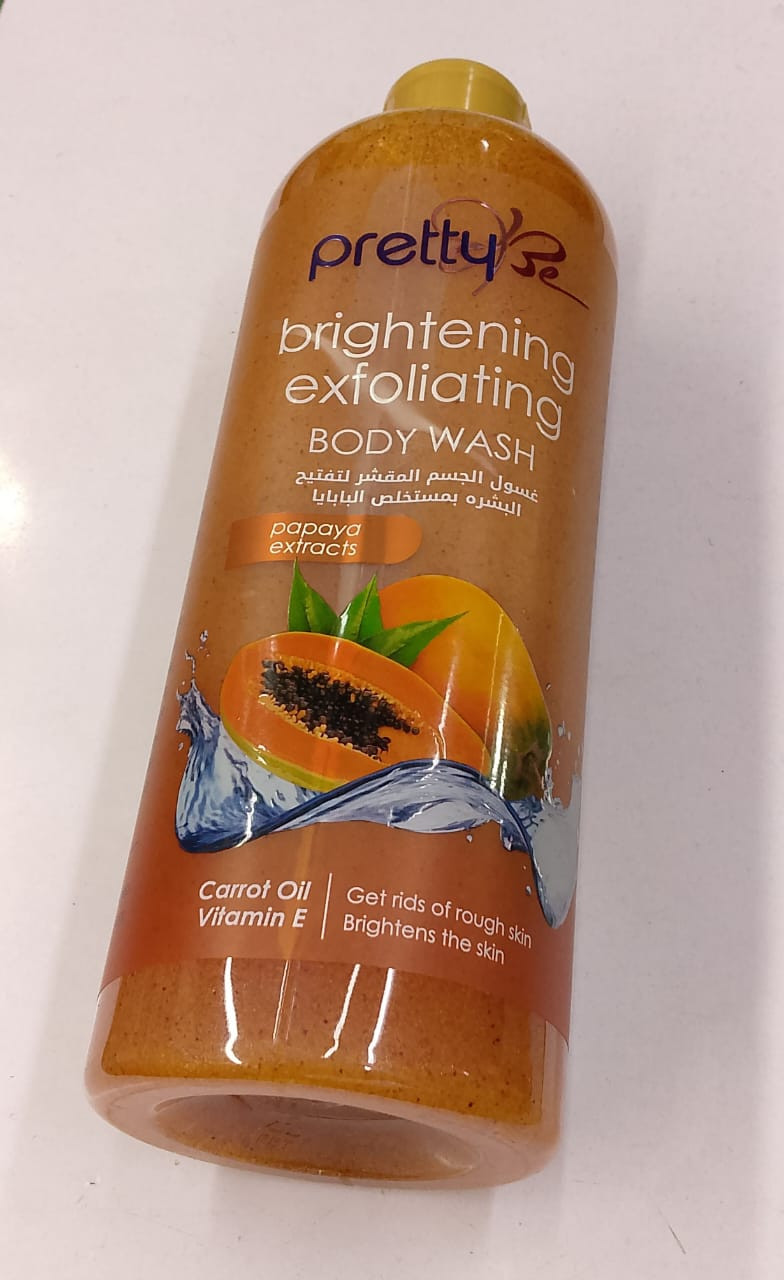 pretty Be
brightening
exfoliating
BODY WASH
غسول الجسم المقشر لتفتيح
البشره بمستخلص البابايا
papaya
extracts
Carrot Oil
Vitamin E
Get rids of rough skin
Brightens the skin